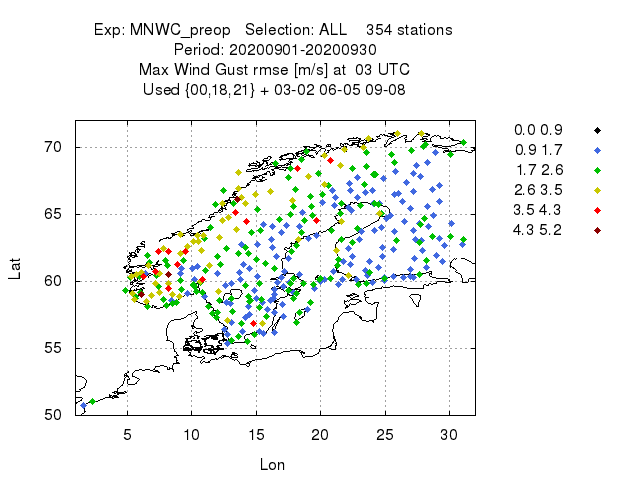 Exp: MNWC_preop Selection: ALL 354 stations
Period: 20200901-20200930
Max Wind Gust rmse [m/s] at 03 UTC
Used {00,18,21} + 03-02 06-05 09-08
0.0 0.9
0.9 1.7
1.7 2.6
2.6 3.5
3.5 4.3
4.3 5.2
Lat
70
65
60
55
50
5 10 15 20 25 30
Lon